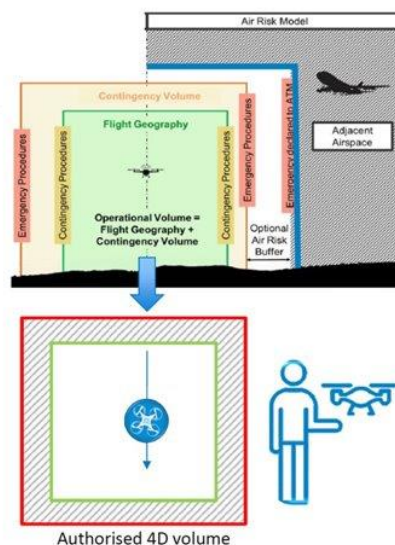 Air Risk Model
Contingency Volume
Flight Geography
Emergency Procedures
Contingency Procedures
Contingency Procedures
Emergency Procedures
Emergency declared to ATM
Adjacent
Airspace
Operational Volume =
Flight Geography +
Contingency Volume
Optional
Air Risk
Buffer
Authorised 4D volume